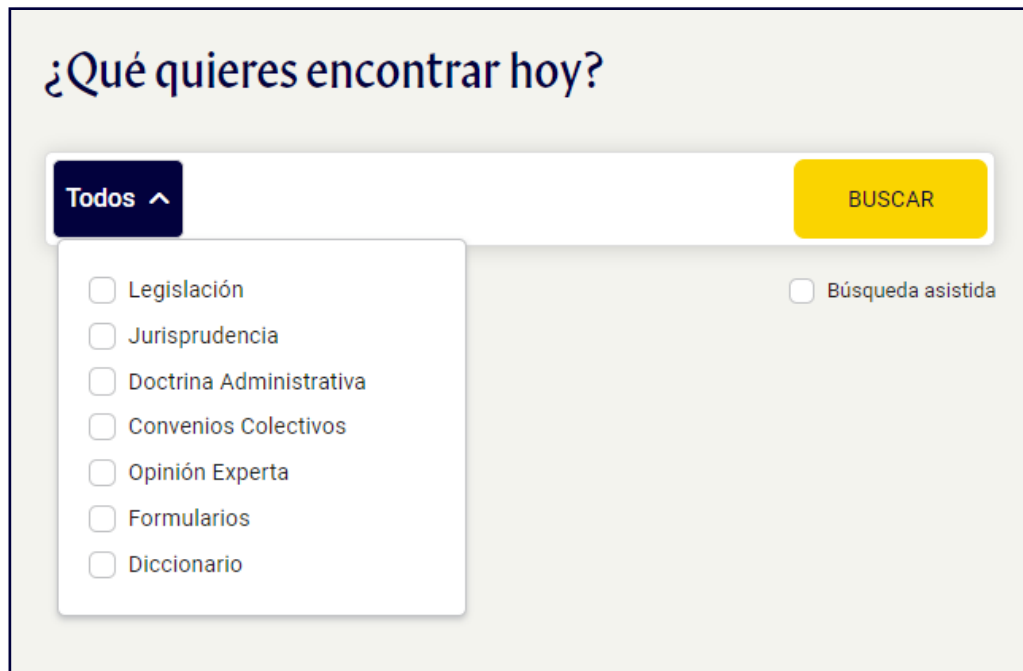 ¿Qué quieres encontrar hoy?
Todos
BUSCAR
Legislación
Jurisprudencia
Doctrina Administrativa
Convenios Colectivos
Opinión Experta
Formularios
Diccionario
Búsqueda asistida